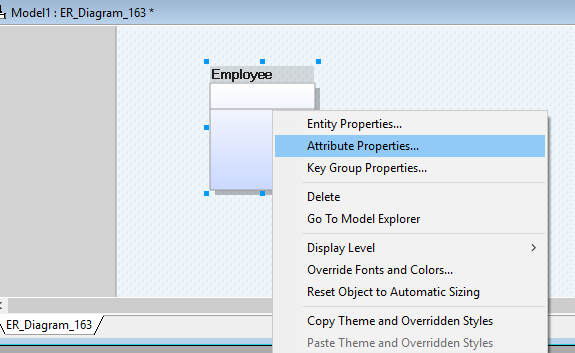 Model1 : ER_Diagram_163 *
Employee
Entity Properties...
Attribute Properties...
Key Group Properties...
Delete
Go To Model Explorer
Display Level
Override Fonts and Colors...
Reset Object to Automatic Sizing
Copy Theme and Overridden Styles
Paste Theme and Overridden Styles
ER_Diagram_163